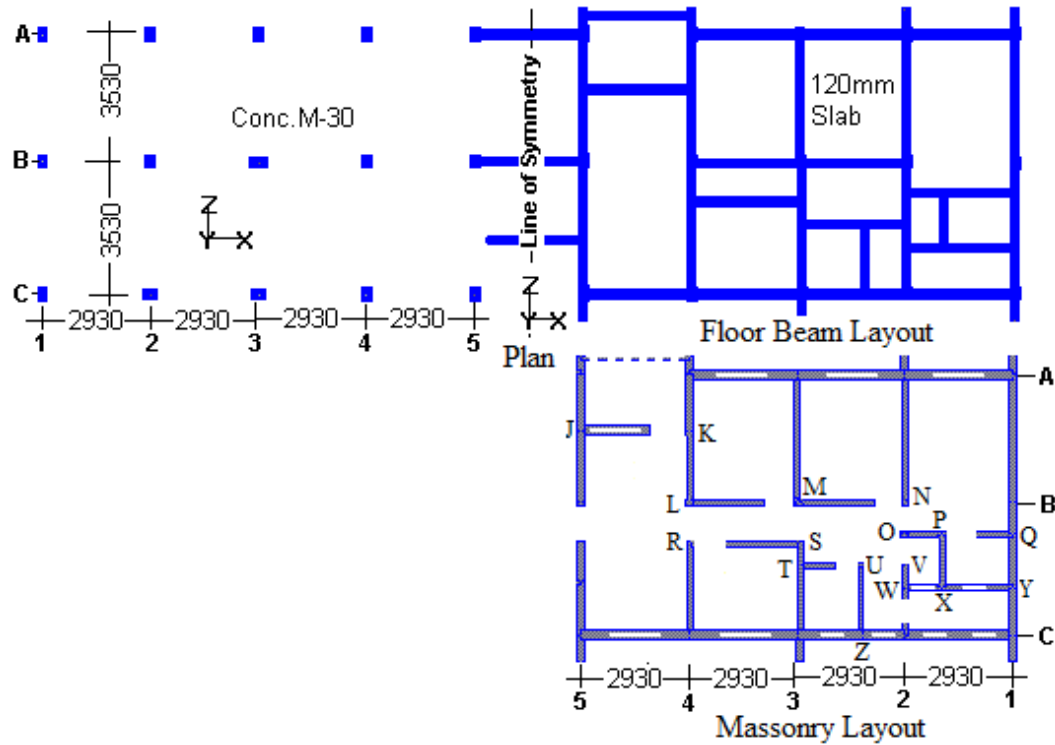 A
B
C
3530
3530
Conc.M-30
Z
Y
X
2930
2930
2930
2930
1
2
3
4
5
Line of Symmetry
Z
X
Plan
120mm
Slab
Floor Beam Layout
A
B
C
J
K
L
M
N
O
P
Q
R
S
T
U
V
W
X
Y
Z
2930
2930
2930
2930
5
4
3
2
1
Massonry Layout